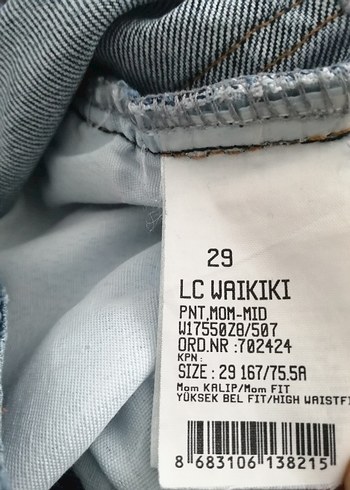 29
LC WAIKIKI
PNT,MOM-MID
W17550Z8/507
ORD.NR :702424
KPN :
SIZE : 29 167/75.5A
Mom KALIP/Mom FIT
YÜKSEK BEL FIT/HIGH WAISTFI
8 683106 138215